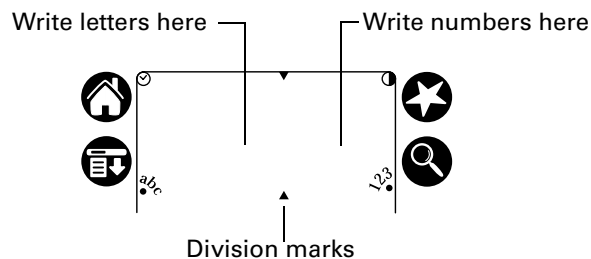 Write letters here
Write numbers here
abc
123
Division marks